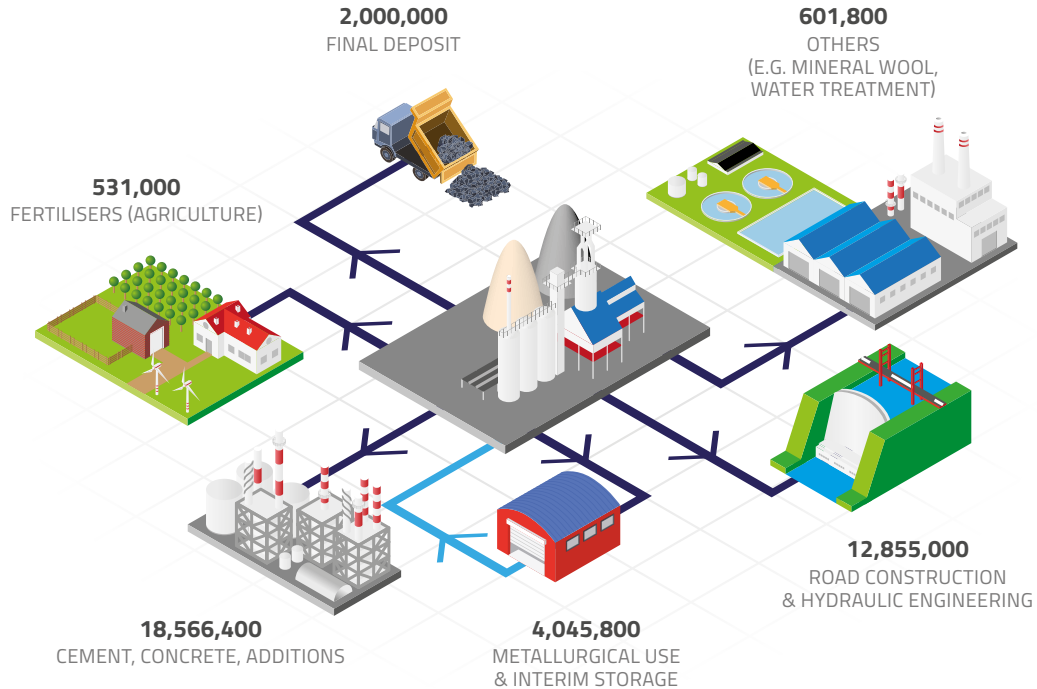 2,000,000
FINAL DEPOSIT
601,800
OTHERS
(E.G. MINERAL WOOL,
WATER TREATMENT)
531,000
FERTILISERS (AGRICULTURE)
12,855,000
ROAD CONSTRUCTION
& HYDRAULIC ENGINEERING
18,566,400
CEMENT, CONCRETE, ADDITIONS
4,045,800
METALLURGICAL USE
& INTERIM STORAGE